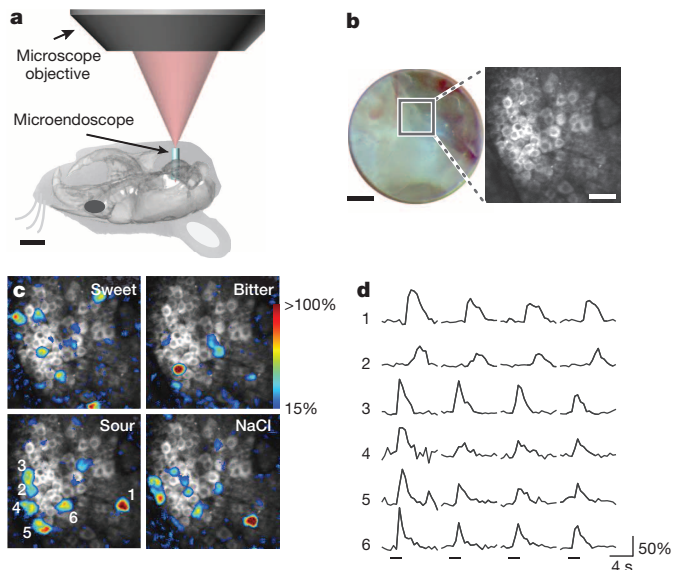 a
Microscope
objective
Microendoscope
b
c
Sweet
Bitter
>100%
15%
Sour
NaCl
3
2
4
5
6
1
d
1
2
3
4
5
6
50%
4 s